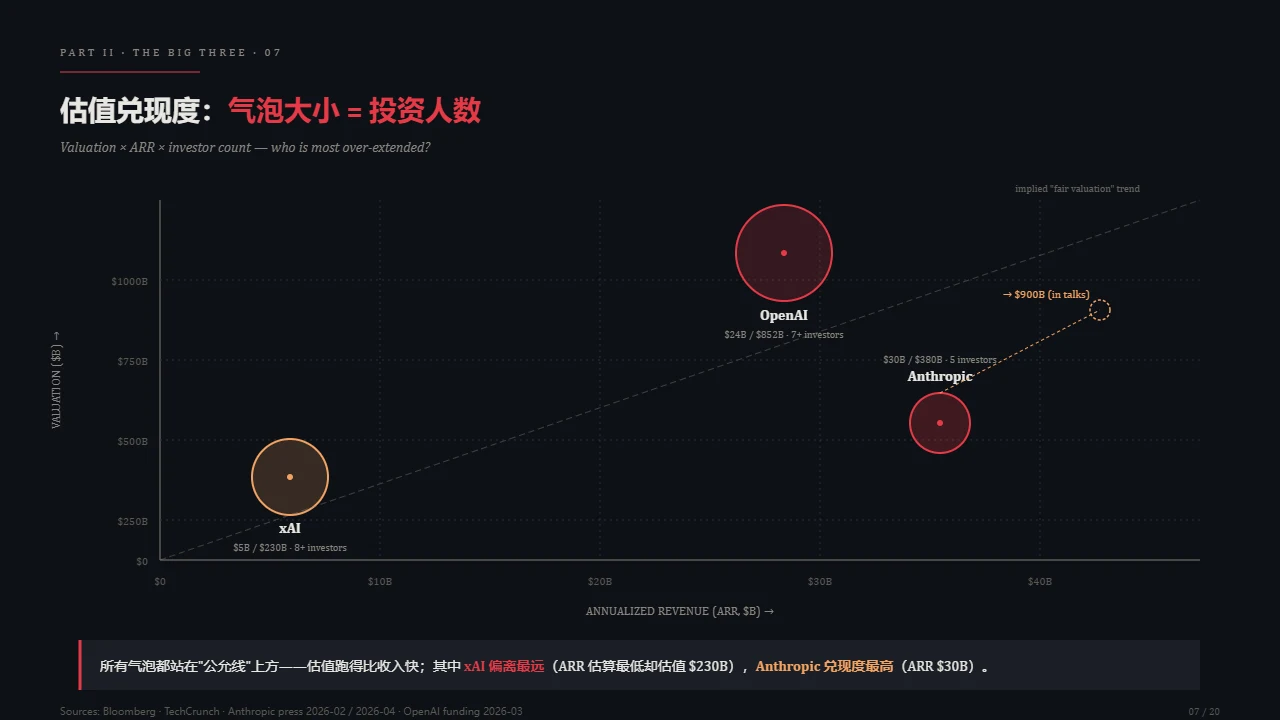 PART II · THE BIG THREE · 07
估值兑现度：气泡大小 = 投资人数
Valuation × ARR × investor count — who is most over-extended?
implied "fair valuation" trend
$1000B
→ $900B (in talks)
OpenAI
$24B / $852B · 7+ investors
$750B
$30B / $380B · 5 investors
Anthropic
VALUATION ($B) →
$500B
$250B
xAI
$5B / $230B · 8+ investors
$0
$0
$10B
$20B
$30B
$40B
ANNUALIZED REVENUE (ARR, $B) →
所有气泡都站在"公允线"上方——估值跑得比收入快；其中 xAI 偏离最远（ARR 估算最低却估值 $230B），Anthropic 兑现度最高（ARR $30B）。
Sources: Bloomberg · TechCrunch · Anthropic press 2026-02 / 2026-04 · OpenAI funding 2026-03
07 / 20